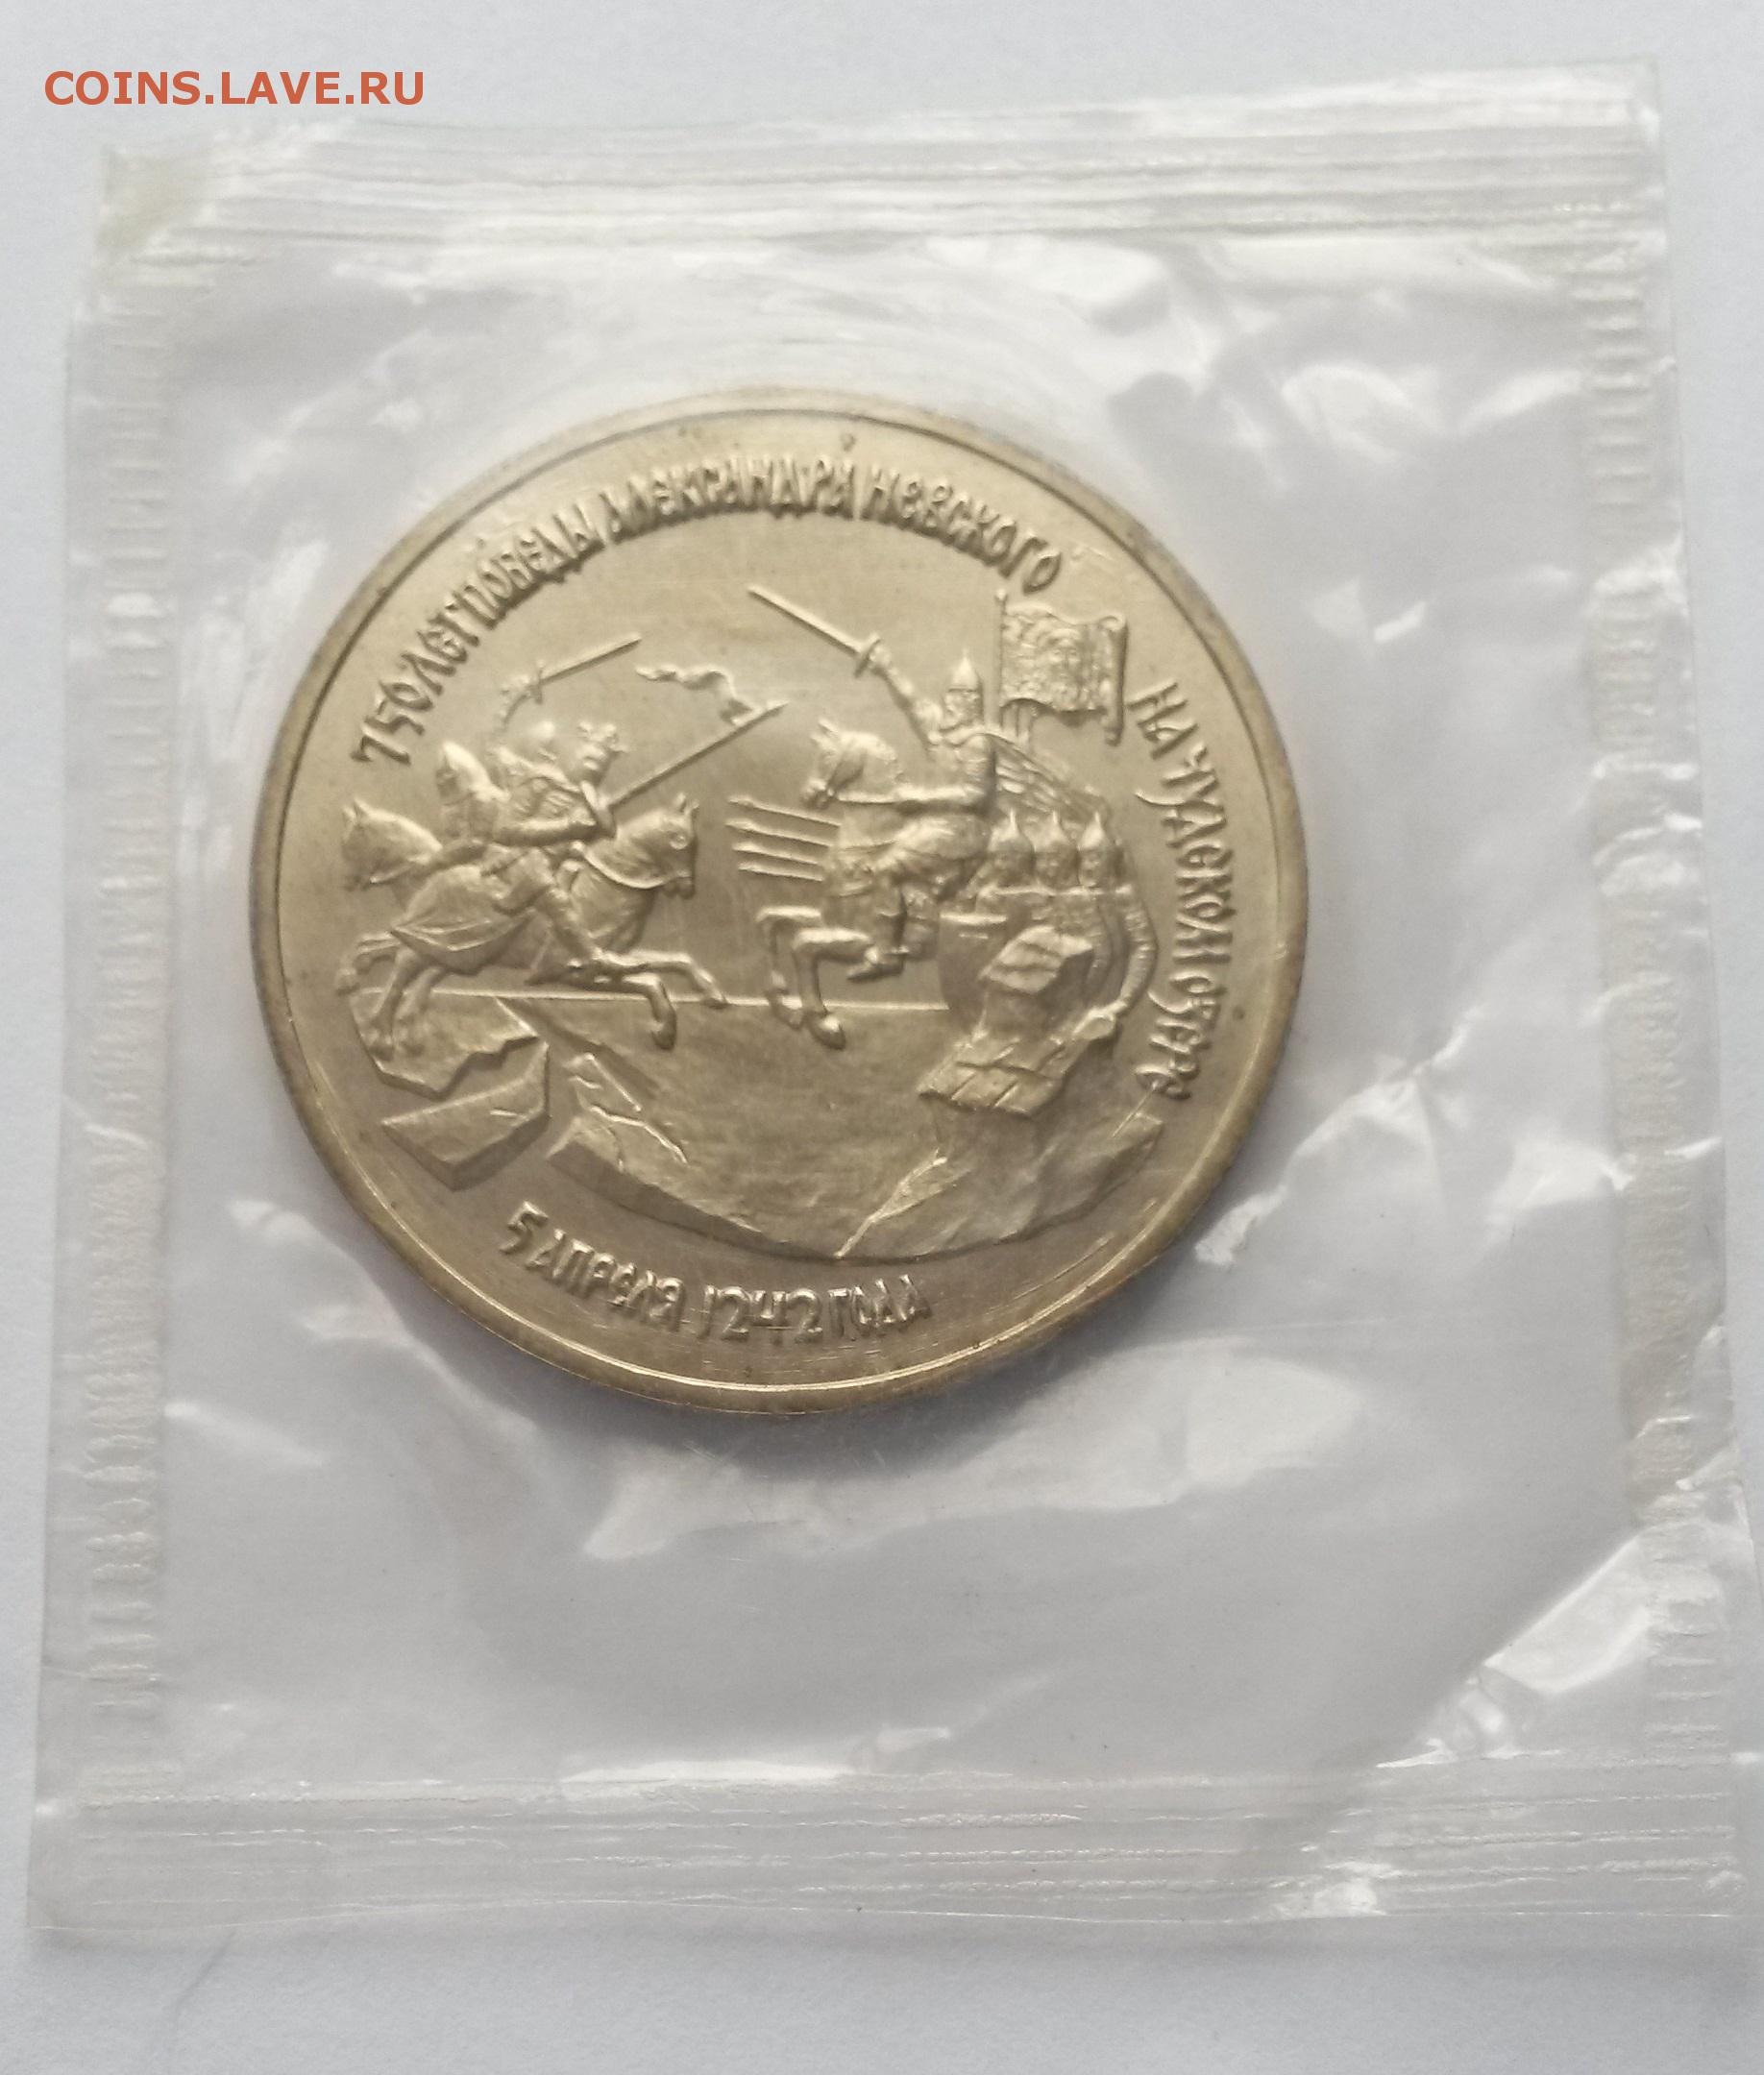 COINS.LAVE.RU
750 ЛЕТ ПОБЕДЫ АЛЕКСАНДРА НЕВСКОГО
НА ЧУДСКОМ ОЗЕРЕ
5 АПРЕЛЯ 1242 ГОДА